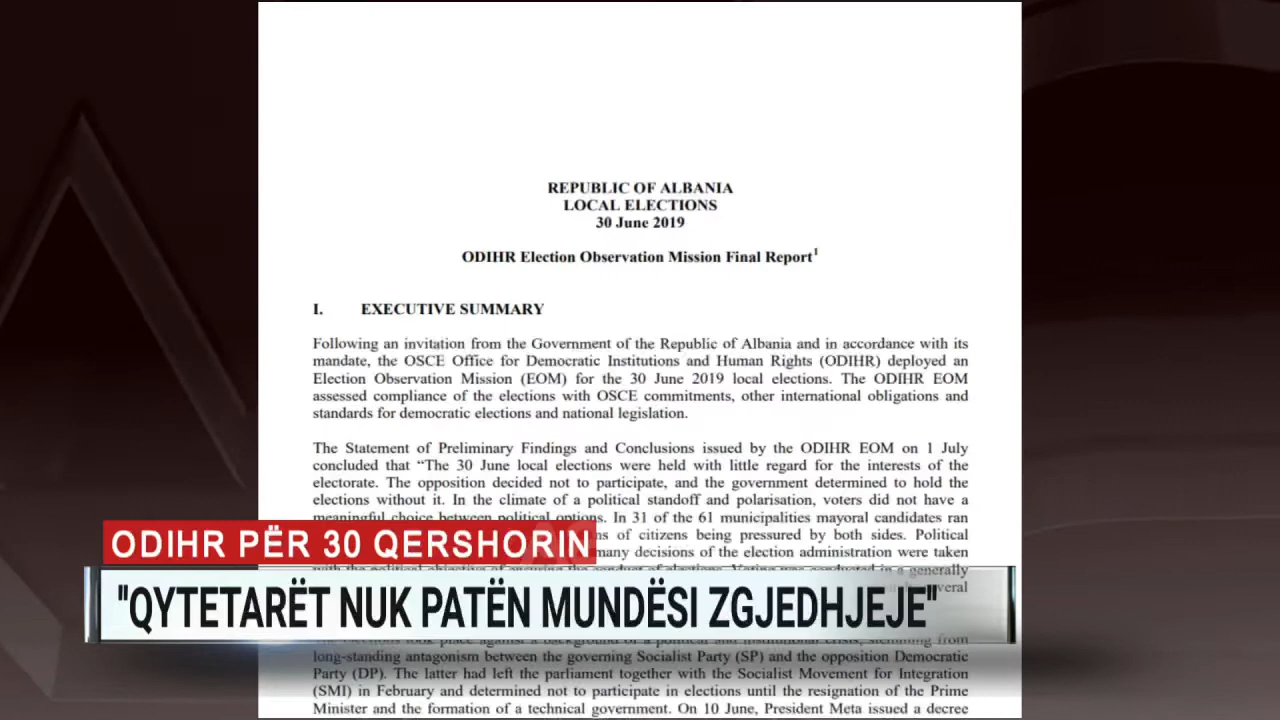 REPUBLIC OF ALBANIA
LOCAL ELECTIONS
30 June 2019
ODIHR Election Observation Mission Final Report¹
I. EXECUTIVE SUMMARY
Following an invitation from the Government of the Republic of Albania and in accordance with its
mandate, the OSCE Office for Democratic Institutions and Human Rights (ODIHR) deployed an
Election Observation Mission (EOM) for the 30 June 2019 local elections. The ODIHR EOM
assessed compliance of the elections with OSCE commitments, other international obligations and
standards for democratic elections and national legislation.
The Statement of Preliminary Findings and Conclusions issued by the ODIHR EOM on 1 July
concluded that “The 30 June local elections were held with little regard for the interests of the
electorate. The opposition decided not to participate, and the government determined to hold the
elections without it. In the climate of a political standoff and polarisation, voters did not have a
meaningful choice between political options. In 31 of the 61 municipalities mayoral candidates ran
of citizens being pressured by both sides. Political
many decisions of the election administration were taken
ODIHR PËR 30 QERSHORIN
"QYTETARËT NUK PATËN MUNDËSI ZGJEDHJEJE"
long-standing antagonism between the governing Socialist Party (SP) and the opposition Democratic
Party (DP). The latter had left the parliament together with the Socialist Movement for Integration
(SMI) in February and determined not to participate in elections until the resignation of the Prime
Minister and the formation of a technical government. On 10 June, President Meta issued a decree